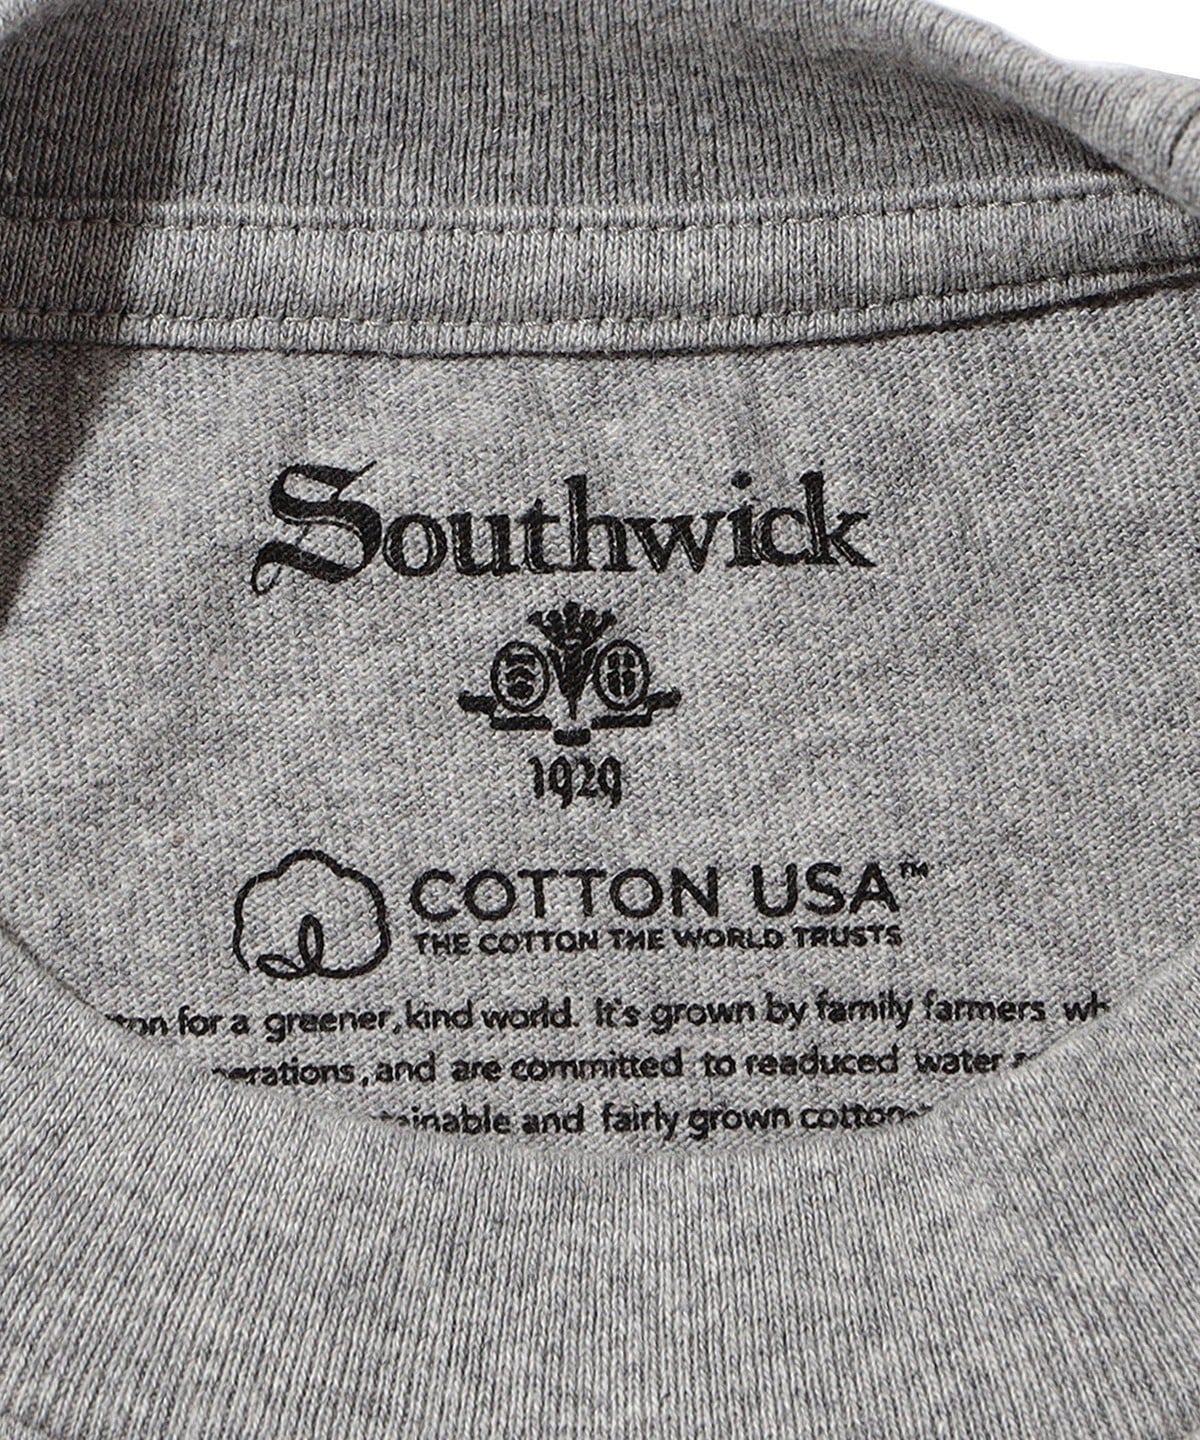 Southwick
1929
COTTON USA™
THE COTTON THE WORLD TRUSTS
for a greener, kind world. It's grown by family farmers
and are committed to readuced water
and fairly grown cotton